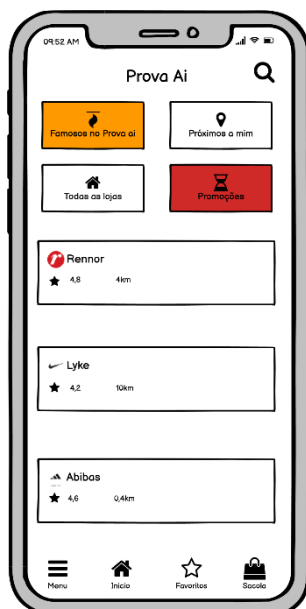 09:52 AM
Prova Ai
Famosos no Prova ai
Próximos a mim
Todas as lojas
Promoções
Rennor
4,8 4km
Lyke
4,2 10km
Abibas
4,6 0,4km
Menu Inicio Favoritos Sacola